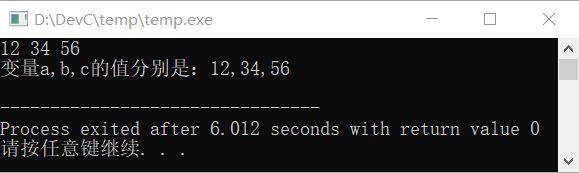 D:\DevC\temp\temp.exe
12 34 56
变量a,b,c的值分别是：12,34,56
--------------------------------
Process exited after 6.012 seconds with return value 0
请按任意键继续. . .